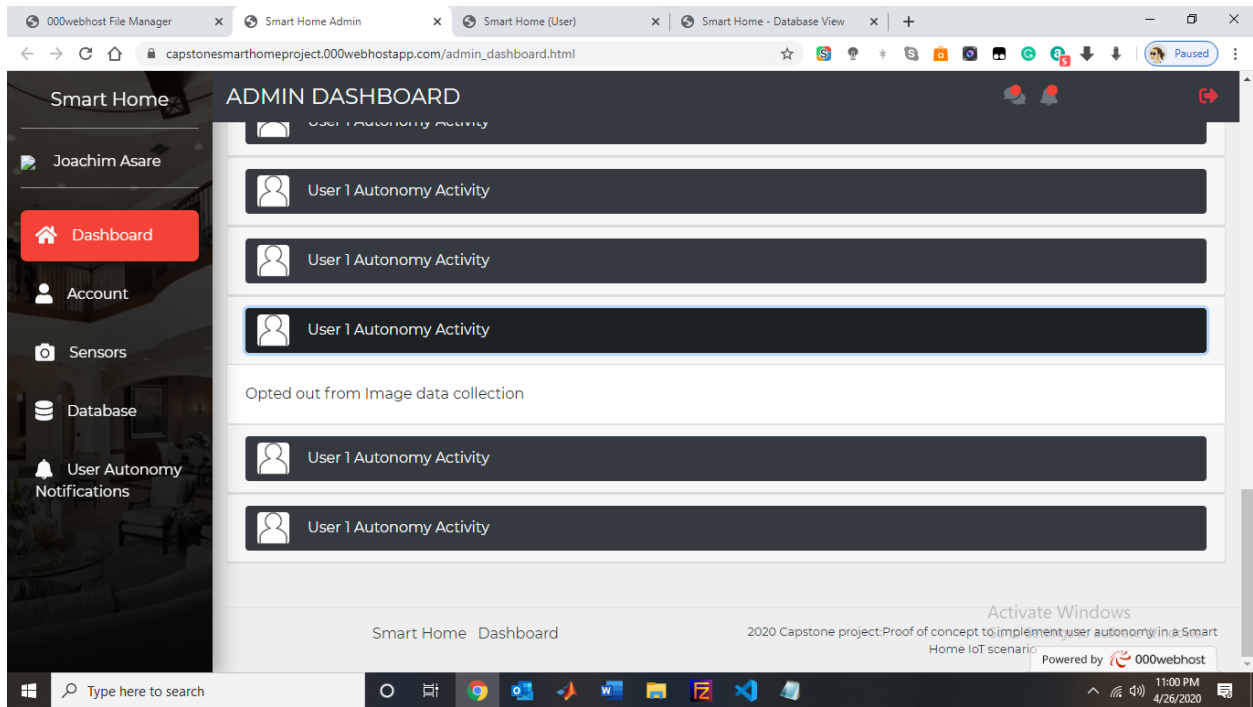 000webhost File Manager
Smart Home Admin
Smart Home (User)
Smart Home - Database View
capstonesmarthomeproject.000webhostapp.com/admin_dashboard.html
Paused
Smart Home
ADMIN DASHBOARD
Joachim Asare
Dashboard
Account
Sensors
Database
User Autonomy
Notifications
User 1 Autonomy Activity
User 1 Autonomy Activity
User 1 Autonomy Activity
User 1 Autonomy Activity
Opted out from Image data collection
User 1 Autonomy Activity
User 1 Autonomy Activity
Smart Home Dashboard
Activate Windows
2020 Capstone project:Proof of concept to implement user autonomy in a Smart
Home IoT scenario
Powered by 000webhost
Type here to search
11:00 PM
4/26/2020